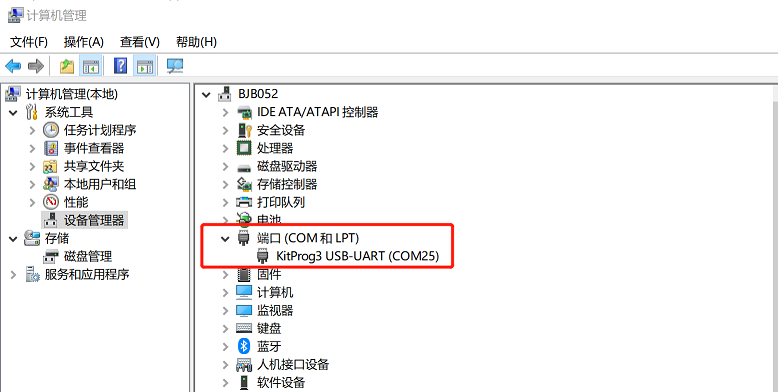 计算机管理
文件(F) 操作(A) 查看(V) 帮助(H)
计算机管理(本地)
系统工具
任务计划程序
事件查看器
共享文件夹
本地用户和组
性能
设备管理器
存储
磁盘管理
服务和应用程序
BJB052
IDE ATA/ATAPI 控制器
安全设备
处理器
磁盘驱动器
存储控制器
打印队列
电池
端口 (COM 和 LPT)
KitProg3 USB-UART (COM25)
固件
计算机
监视器
键盘
蓝牙
人机接口设备
软件设备